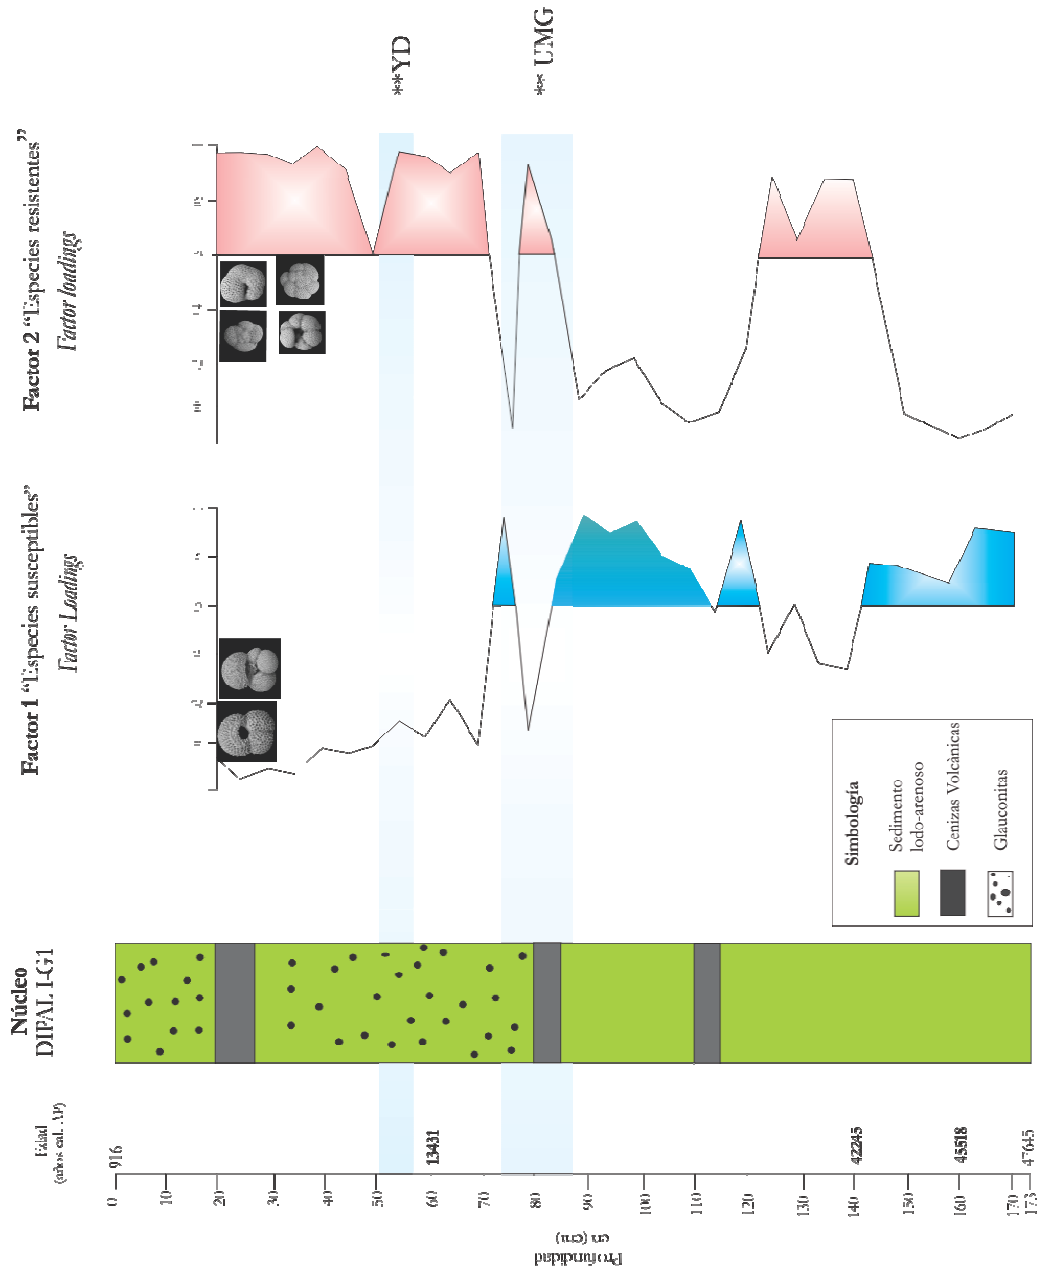 Núcleo
DIPAL I-G1
Factor 1 “Especies susceptibles”
Factor Loadings
Factor 2 “Especies resistentes”
Factor loadings
**YD
** UMG
Edad
(años cal. AP)
916
13431
42245
45518
47645
Profundidad
en (cm)
0
10
20
30
40
50
60
70
80
90
100
110
120
130
140
150
160
170
173
Simbología
Sedimento
lodo-arenoso
Cenizas Volcànicas
Glauconitas